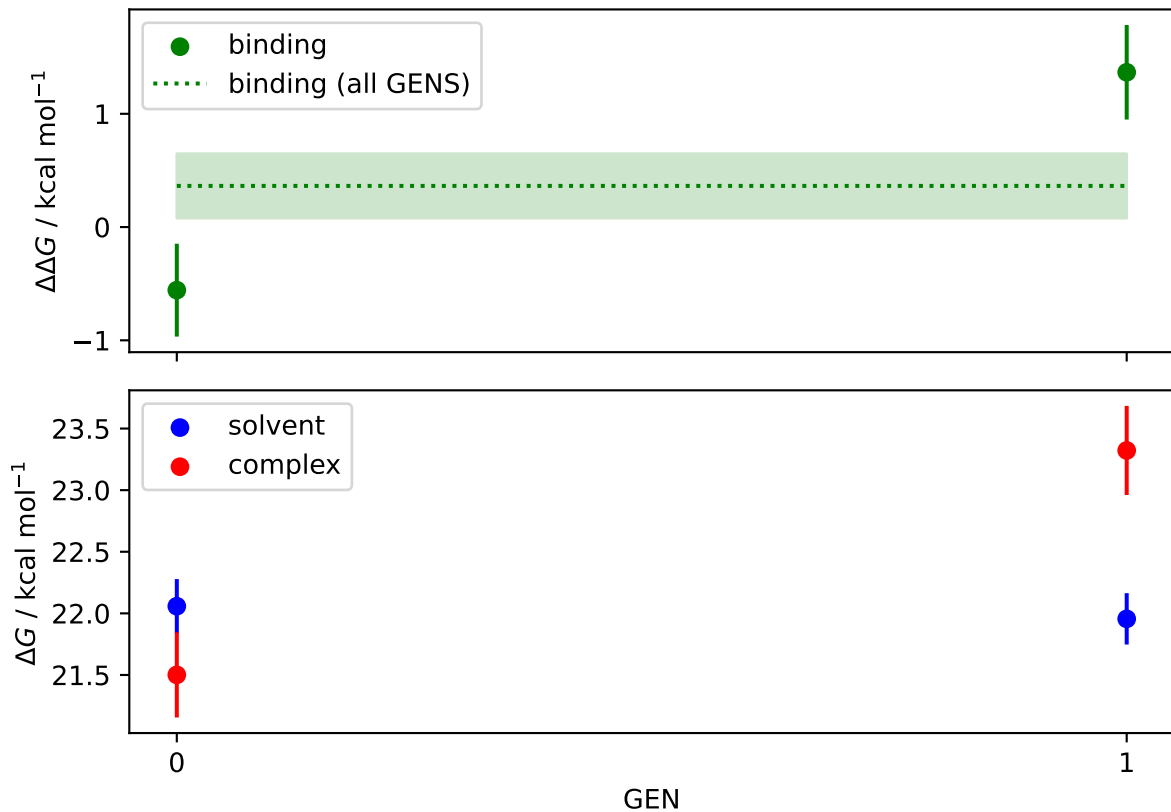 binding
binding (all GENS)
1
0
−1
ΔΔG / kcal mol⁻¹
solvent
complex
23.5
23.0
22.5
22.0
21.5
ΔG / kcal mol⁻¹
0
1
GEN